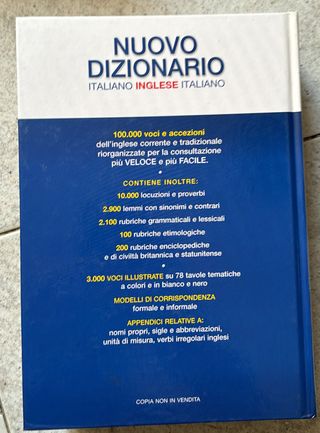 NUOVO
DIZIONARIO
ITALIANO INGLESE ITALIANO
100.000 voci e accezioni
dell'inglese corrente e tradizionale
riorganizzate per la consultazione
più VELOCE e più FACILE.
•
CONTIENE INOLTRE:
10.000 locuzioni e proverbi
2.900 lemmi con sinonimi e contrari
2.100 rubriche grammaticali e lessicali
100 rubriche etimologiche
200 rubriche enciclopediche
e di civiltà britannica e statunitense
•
3.000 VOCI ILLUSTRATE su 78 tavole tematiche
a colori e in bianco e nero
MODELLI DI CORRISPONDENZA
formale e informale
APPENDICI RELATIVE A:
nomi propri, sigle e abbreviazioni,
unità di misura, verbi irregolari inglesi
COPIA NON IN VENDITA